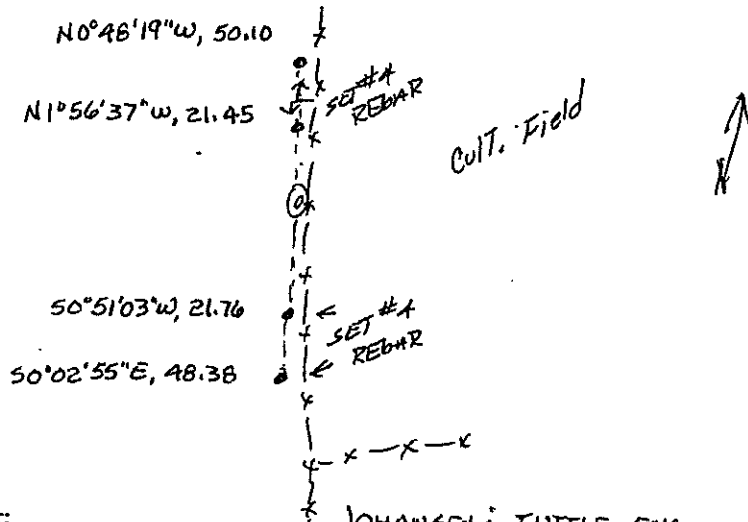 N0°48'19"W, 50.10
SET #4
REBAR
N1°56'37"W, 21.45
CULT. Field
N
S0°51'03"W, 21.76
SET #4
REBAR
S0°02'55"E, 48.38